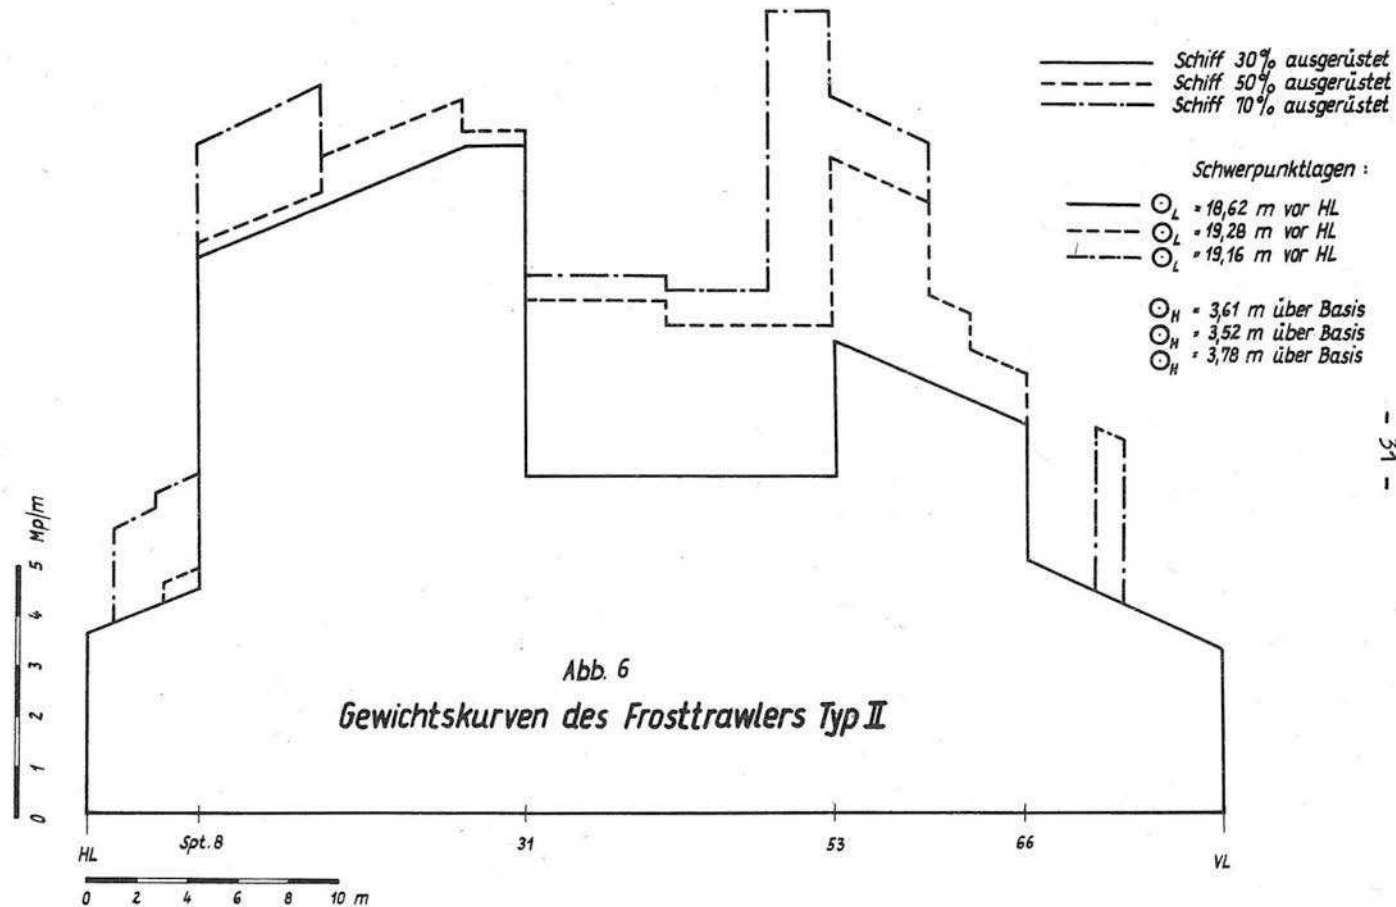 Schiff 30% ausgerüstet
Schiff 50% ausgerüstet
Schiff 70% ausgerüstet
Schwerpunktlagen :
⊙L = 18,62 m vor HL
⊙L = 19,28 m vor HL
⊙L = 19,16 m vor HL
⊙H = 3,61 m über Basis
⊙H = 3,52 m über Basis
⊙H = 3,78 m über Basis
- 31 -
Mp/m
5
4
3
2
1
0
Abb. 6
Gewichtskurven des Frosttrawlers Typ II
HL Spt. 8 31 53 66 VL
0 2 4 6 8 10 m